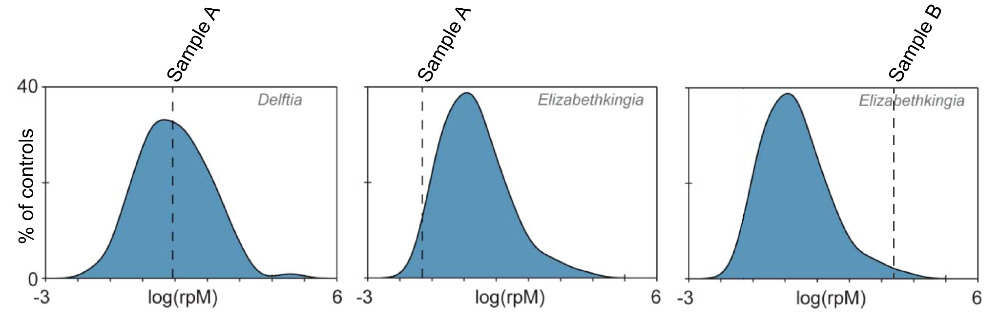 Sample A
Sample A
Sample B
40
Delftia
Elizabethkingia
Elizabethkingia
% of controls
0
-3
log(rpM)
6
-3
log(rpM)
6
-3
log(rpM)
6